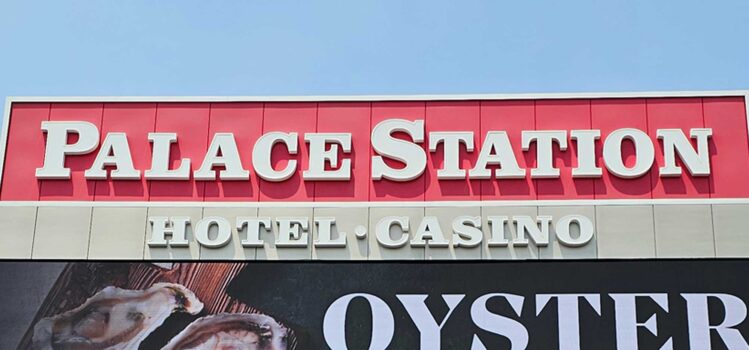 PALACE STATION
HOTEL · CASINO
OYSTER